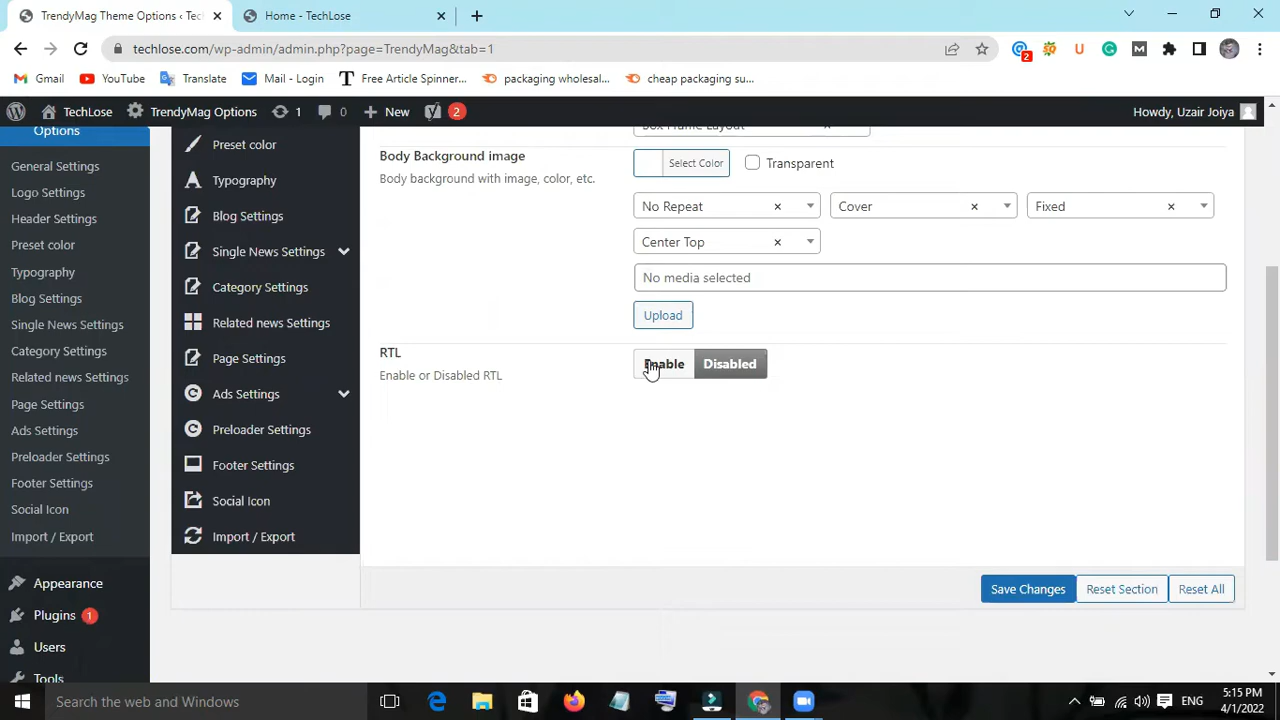 TrendyMag Theme Options - Tech
Home - TechLose
techlose.com/wp-admin/admin.php?page=TrendyMag&tab=1
2
Gmail
YouTube
Translate
Mail - Login
Free Article Spinner...
packaging wholesal...
cheap packaging su...
TechLose
TrendyMag Options
1
0
New
2
Howdy, Uzair Joiya
Options
General Settings
Logo Settings
Header Settings
Preset color
Typography
Blog Settings
Single News Settings
Category Settings
Related news Settings
Page Settings
Ads Settings
Preloader Settings
Footer Settings
Social Icon
Import / Export
Appearance
Plugins 1
Users
Tools
Preset color
Typography
Blog Settings
Single News Settings
Category Settings
Related news Settings
Page Settings
Ads Settings
Preloader Settings
Footer Settings
Social Icon
Import / Export
Box Frame Layout
Body Background image
Body background with image, color, etc.
Select Color
Transparent
No Repeat
Cover
Fixed
Center Top
No media selected
Upload
RTL
Enable or Disabled RTL
Enable
Disabled
Save Changes
Reset Section
Reset All
Search the web and Windows
ENG
5:15 PM
4/1/2022